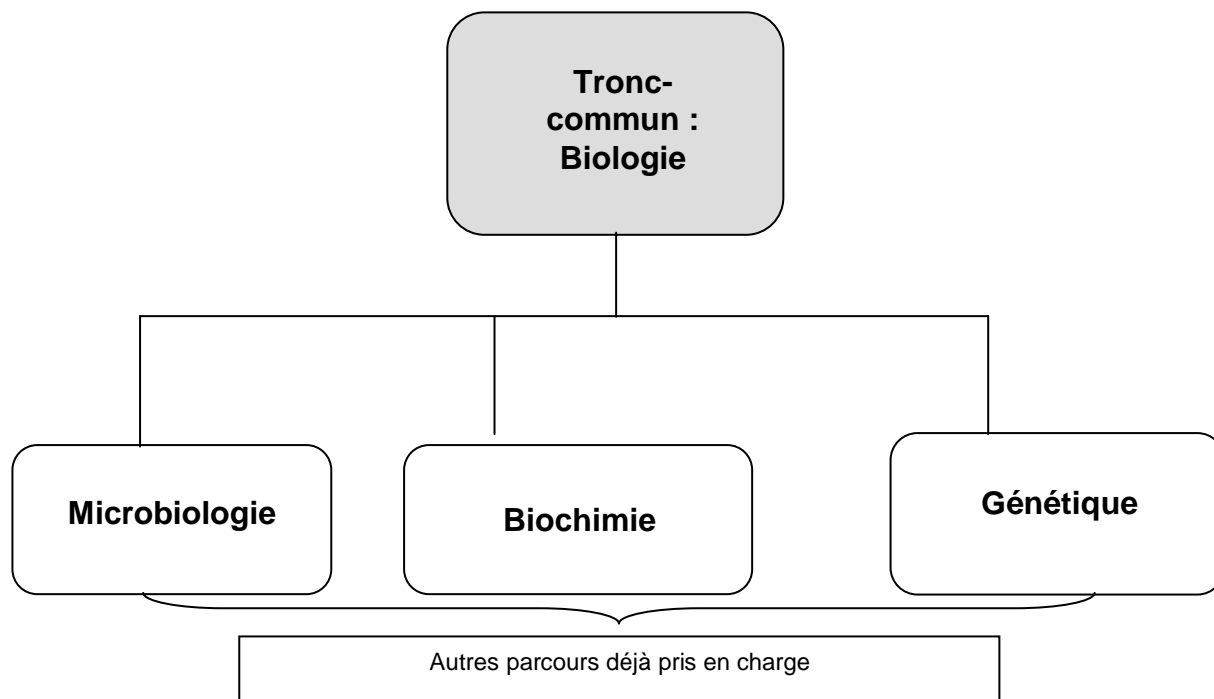 Tronc-
commun :
Biologie
Microbiologie
Biochimie
Génétique
Autres parcours déjà pris en charge